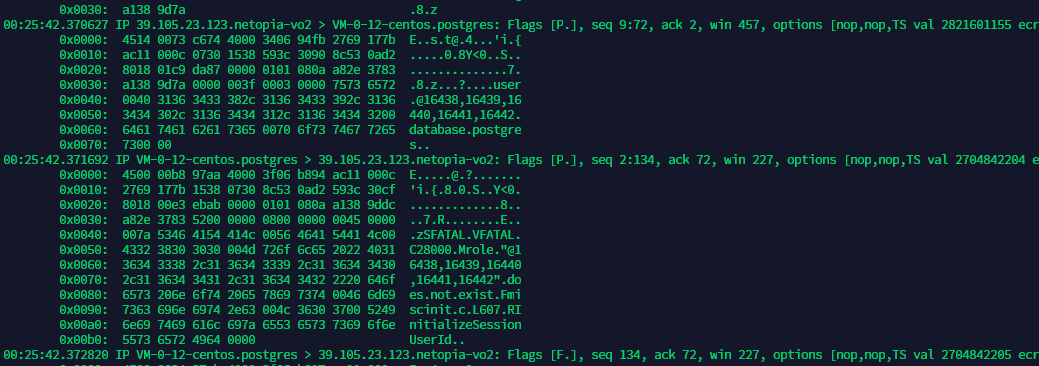 0x0030: a138 9d7a .8.z
00:25:42.370627 IP 39.105.23.123.netopia-vo2 > VM-0-12-centos.postgres: Flags [P.], seq 9:72, ack 2, win 457, options [nop,nop,TS val 2821601155 ecr
0x0000: 4514 0073 c674 4000 3406 94fb 2769 177b E..s.t@.4...'i.{
0x0010: ac11 000c 0730 1538 593c 3090 8c53 0ad2 .....0.8Y<0..S..
0x0020: 8018 01c9 da87 0000 0101 080a a82e 3783 ..............7.
0x0030: a138 9d7a 0000 003f 0003 0000 7573 6572 .8.z...?....user
0x0040: 0040 3136 3433 382c 3136 3433 392c 3136 .@16438,16439,16
0x0050: 3434 302c 3136 3434 312c 3136 3434 3200 440,16441,16442.
0x0060: 6461 7461 6261 7365 0070 6f73 7467 7265 database.postgre
0x0070: 7300 00 s..
00:25:42.371692 IP VM-0-12-centos.postgres > 39.105.23.123.netopia-vo2: Flags [P.], seq 2:134, ack 72, win 227, options [nop,nop,TS val 2704842204 e
0x0000: 4500 00b8 97aa 4000 3f06 b894 ac11 000c E.....@.?.......
0x0010: 2769 177b 1538 0730 8c53 0ad2 593c 30cf 'i.{.8.0.S..Y<0.
0x0020: 8018 00e3 ebab 0000 0101 080a a138 9ddc .............8..
0x0030: a82e 3783 5200 0000 0800 0000 0045 0000 ..7.R........E..
0x0040: 007a 5346 4154 414c 0056 4641 5441 4c00 .zSFATAL.VFATAL.
0x0050: 4332 3830 3030 004d 726f 6c65 2022 4031 C28000.Mrole."@1
0x0060: 3634 3338 2c31 3634 3339 2c31 3634 3430 6438,16439,16440
0x0070: 2c31 3634 3431 2c31 3634 3432 2220 646f ,16441,16442".do
0x0080: 6573 206e 6f74 2065 7869 7374 0046 6d69 es.not.exist.Fmi
0x0090: 7363 696e 6974 2e63 004c 3630 3700 5249 scinit.c.L607.RI
0x00a0: 6e69 7469 616c 697a 6553 6573 7369 6f6e nitializeSession
0x00b0: 5573 6572 4964 0000 UserId..
00:25:42.372820 IP VM-0-12-centos.postgres > 39.105.23.123.netopia-vo2: Flags [F.], seq 134, ack 72, win 227, options [nop,nop,TS val 2704842205 ecr